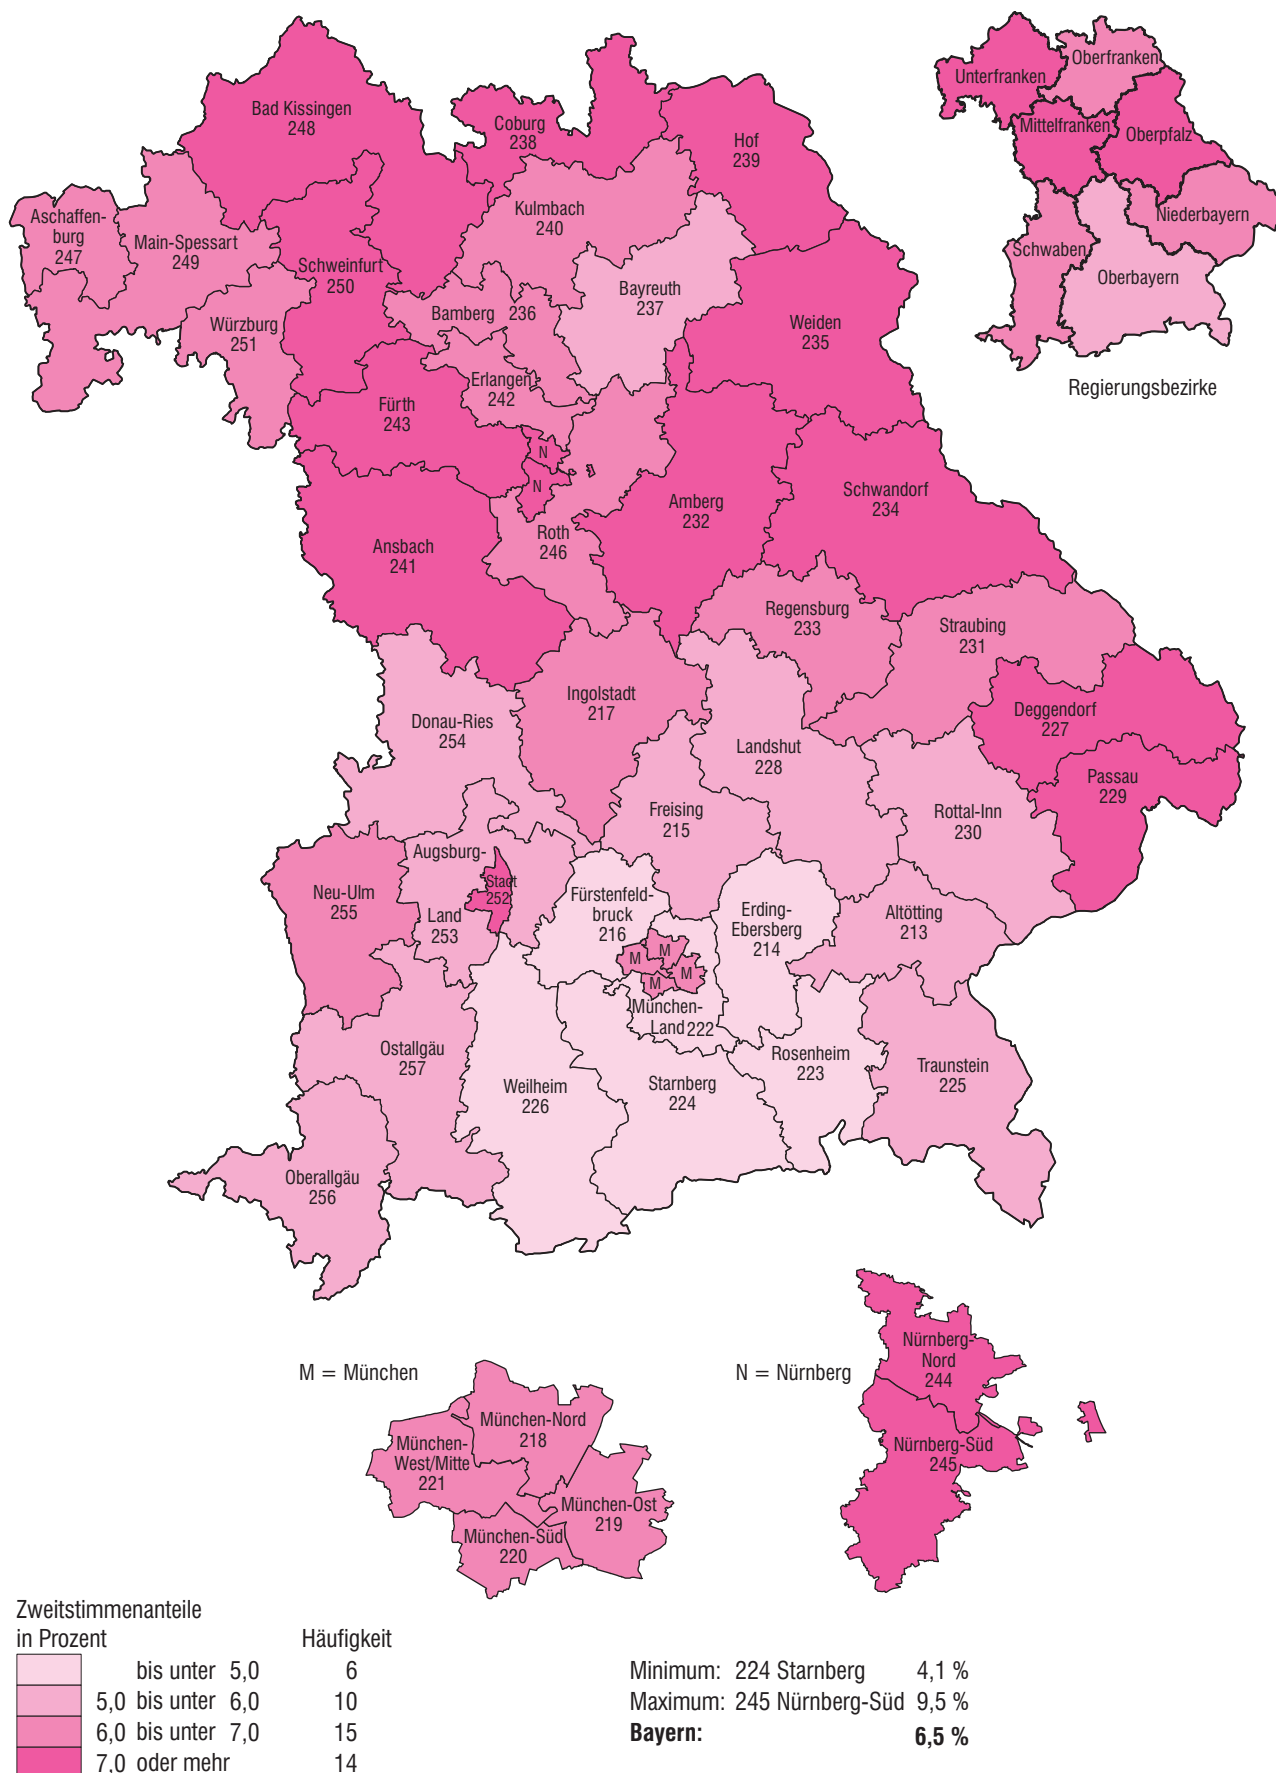 Bad Kissingen
248
Coburg
238
Hof
239
Unterfranken
Oberfranken
Mittelfranken
Oberpfalz
Niederbayern
Schwaben
Oberbayern
Regierungsbezirke
Aschaffen-
burg
247
Main-Spessart
249
Kulmbach
240
Schweinfurt
250
Bayreuth
237
Bamberg 236
Würzburg
251
Weiden
235
Erlangen
242
Fürth
243
N
N
Amberg
232
Schwandorf
234
Roth
246
Ansbach
241
Regensburg
233
Straubing
231
Ingolstadt
217
Deggendorf
227
Donau-Ries
254
Landshut
228
Passau
229
Freising
215
Rottal-Inn
230
Augsburg-
Stadt
252
Land
253
Neu-Ulm
255
Fürstenfeld-
bruck
216
Erding-
Ebersberg
214
Altötting
213
M
M
M
M
München-
Land 222
Ostallgäu
257
Rosenheim
223
Traunstein
225
Weilheim
226
Starnberg
224
Oberallgäu
256
M = München
N = Nürnberg
Nürnberg-
Nord
244
Nürnberg-Süd
245
München-Nord
218
München-
West/Mitte
221
München-Ost
219
München-Süd
220
Zweitstimmenanteile
in Prozent Häufigkeit
bis unter 5,0 6
5,0 bis unter 6,0 10
6,0 bis unter 7,0 15
7,0 oder mehr 14
Minimum: 224 Starnberg 4,1 %
Maximum: 245 Nürnberg-Süd 9,5 %
Bayern: 6,5 %